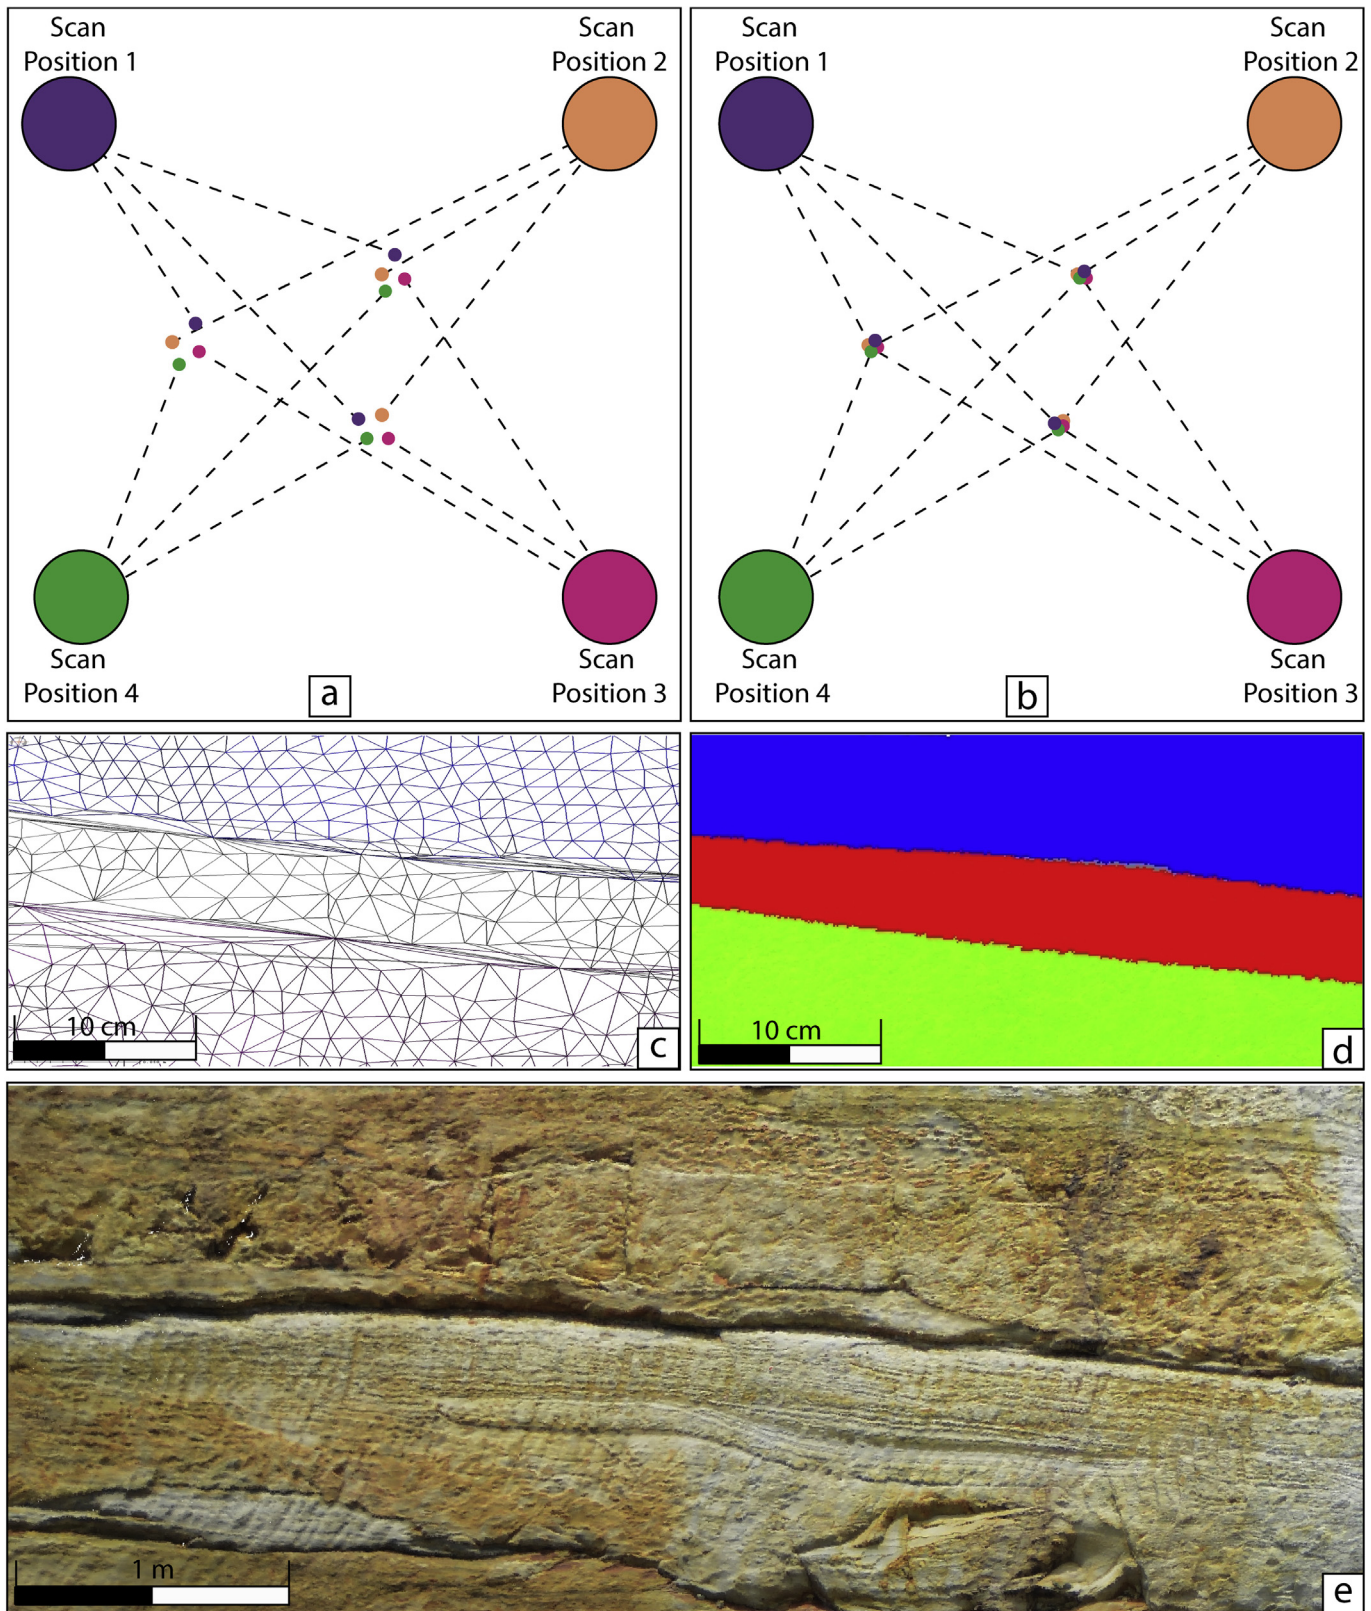 Scan
Position 1
Scan
Position 2
Scan
Position 4
Scan
Position 3
a
Scan
Position 1
Scan
Position 2
Scan
Position 4
Scan
Position 3
b
10 cm
c
10 cm
d
1 m
e